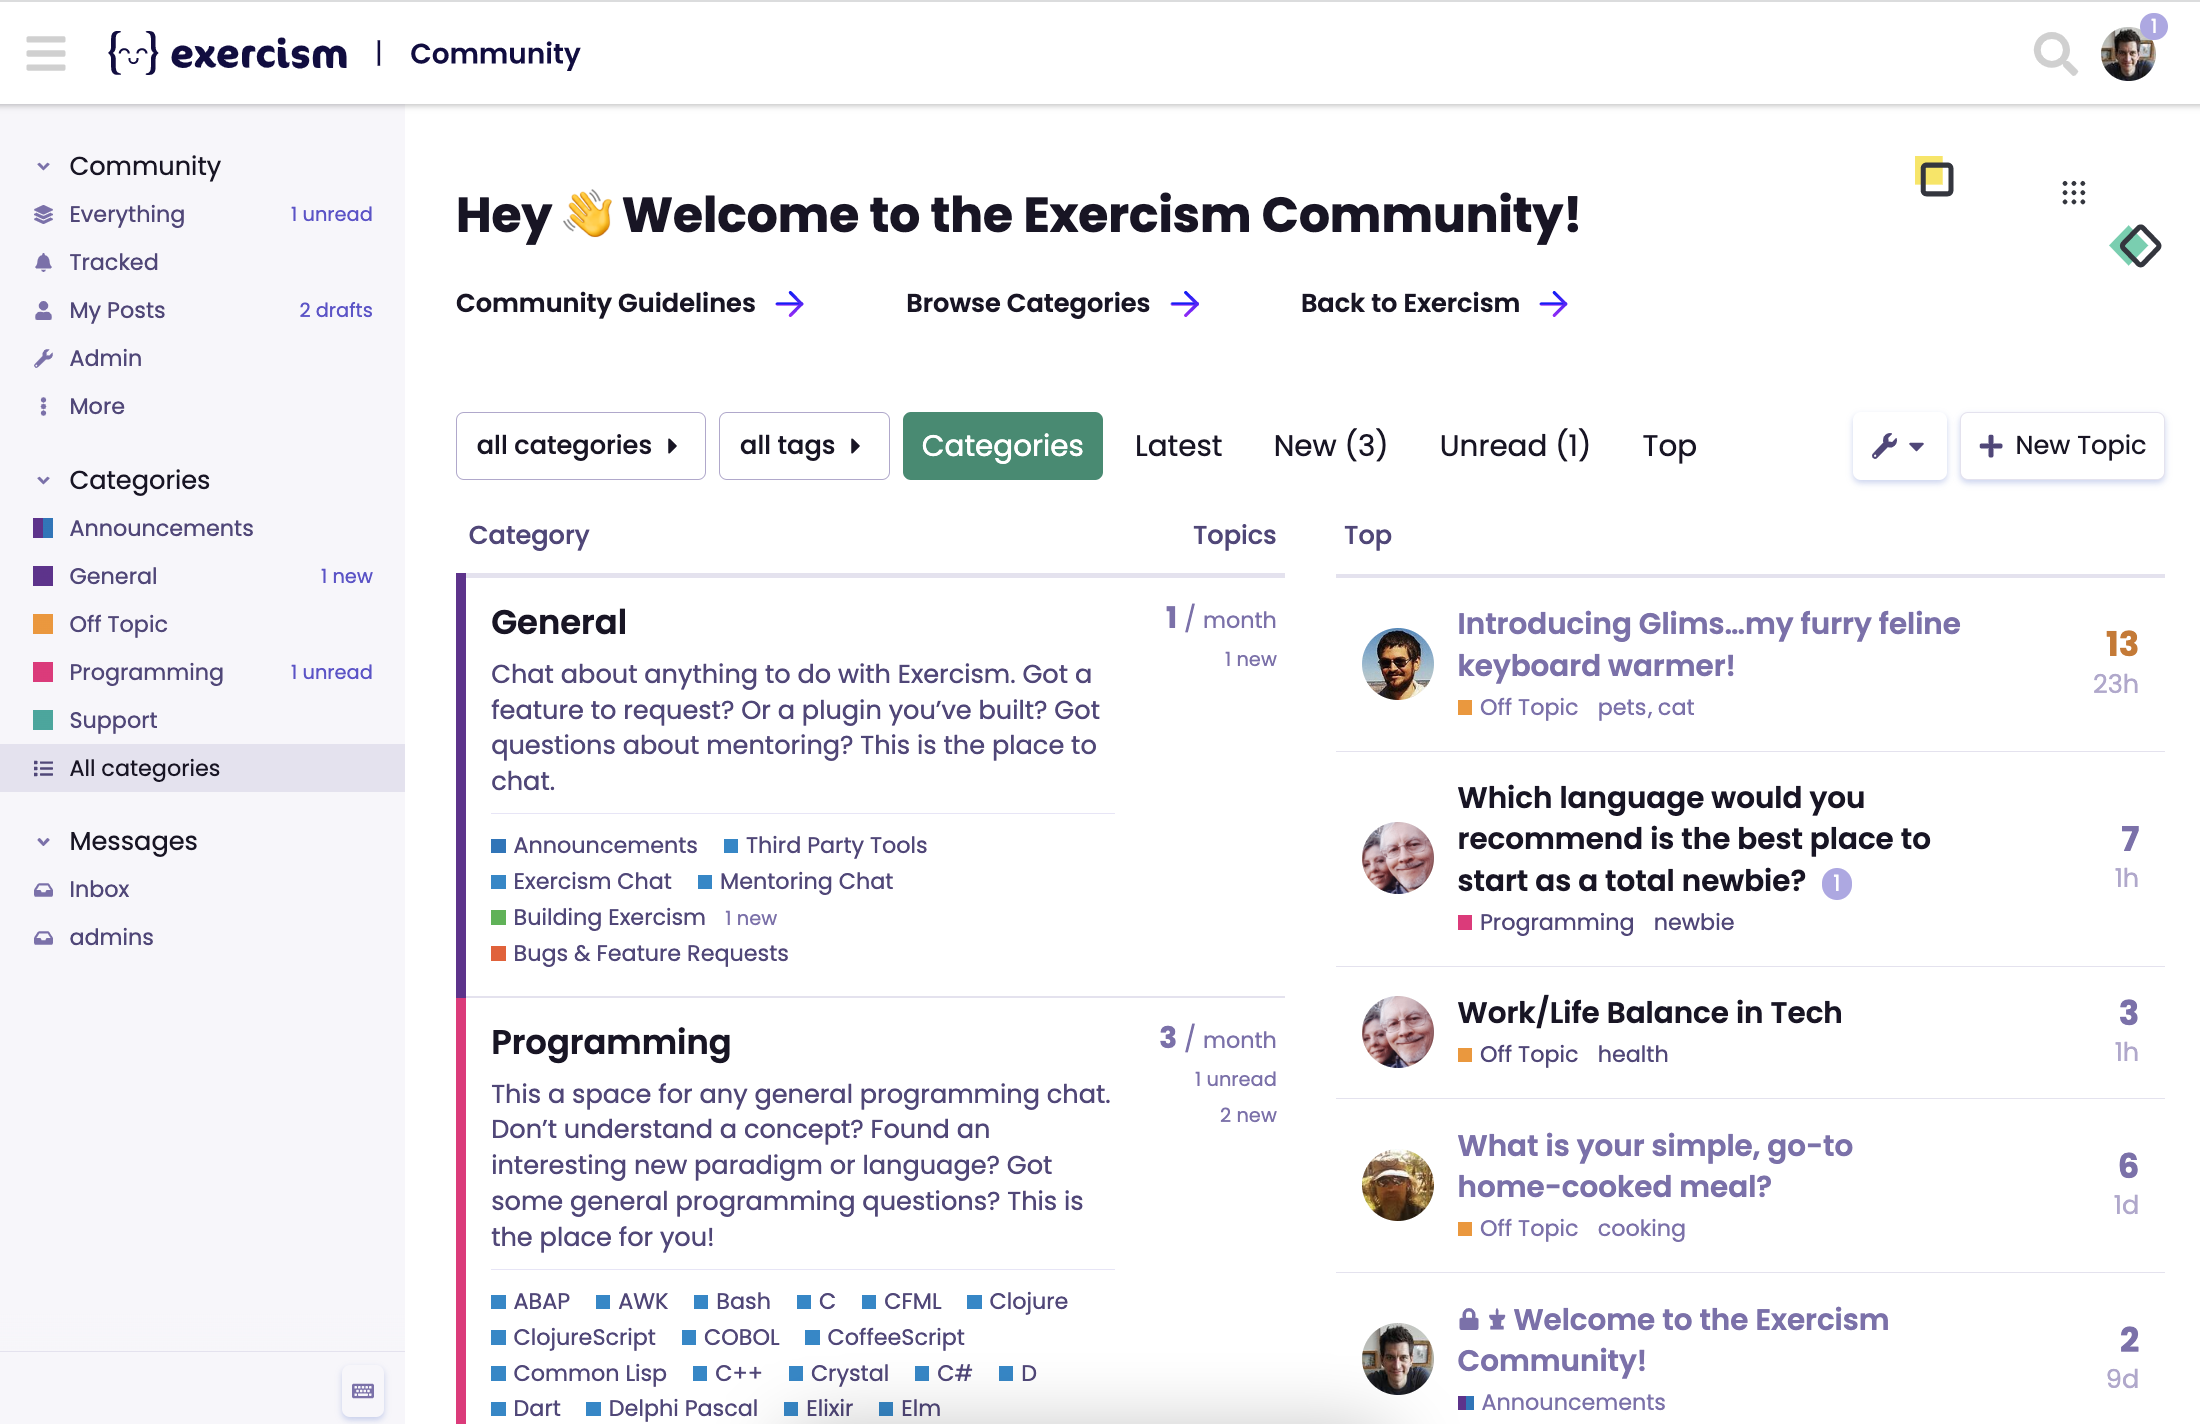 exercism | Community
1
Community
Everything 1 unread
Tracked
My Posts 2 drafts
Admin
More
Categories
Announcements
General 1 new
Off Topic
Programming 1 unread
Support
All categories
Messages
Inbox
admins
Hey 👋 Welcome to the Exercism Community!
Community Guidelines → Browse Categories → Back to Exercism →
all categories all tags Categories Latest New (3) Unread (1) Top + New Topic
Category Topics
General 1 / month
1 new
Chat about anything to do with Exercism. Got a
feature to request? Or a plugin you’ve built? Got
questions about mentoring? This is the place to
chat.
Announcements Third Party Tools
Exercism Chat Mentoring Chat
Building Exercism 1 new
Bugs & Feature Requests
Programming 3 / month
1 unread
2 new
This a space for any general programming chat.
Don’t understand a concept? Found an
interesting new paradigm or language? Got
some general programming questions? This is
the place for you!
ABAP AWK Bash C CFML Clojure
ClojureScript COBOL CoffeeScript
Common Lisp C++ Crystal C# D
Dart Delphi Pascal Elixir Elm
Top
Introducing Glims...my furry feline
keyboard warmer!
Off Topic pets, cat
13
23h
Which language would you
recommend is the best place to
start as a total newbie? 1
Programming newbie
7
1h
Work/Life Balance in Tech
Off Topic health
3
1h
What is your simple, go-to
home-cooked meal?
Off Topic cooking
6
1d
Welcome to the Exercism
Community!
Announcements
2
9d